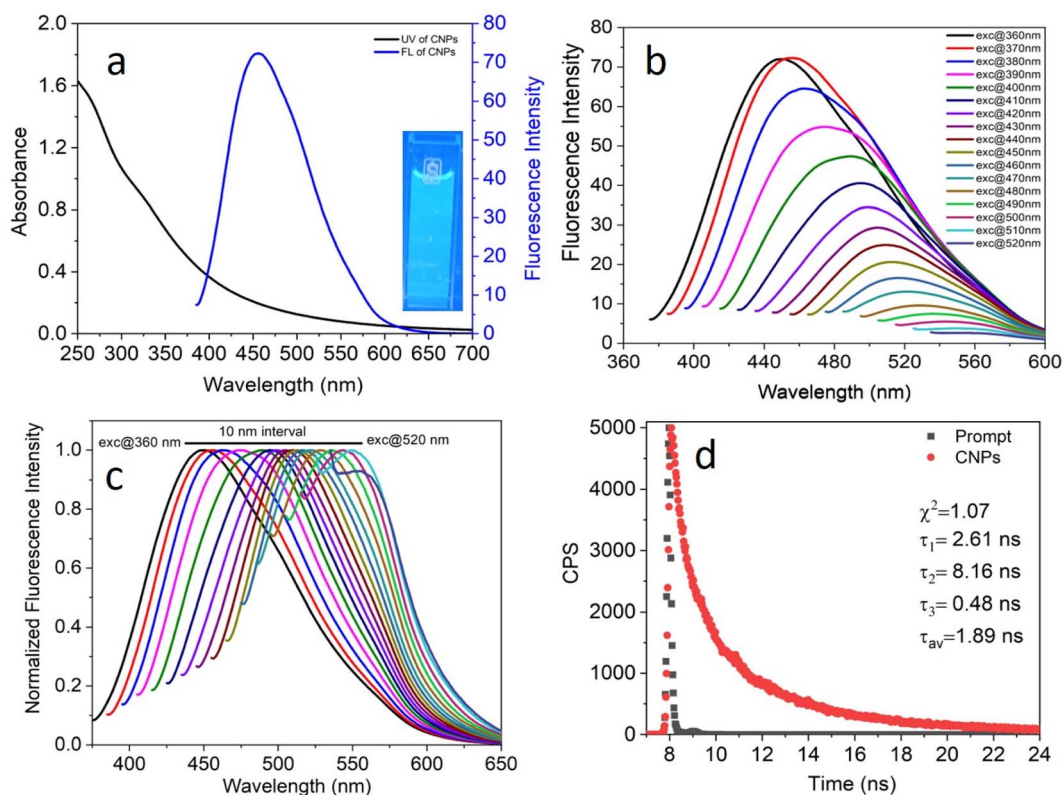 a
2.0
1.6
1.2
0.8
0.4
0.0
Absorbance
250 300 350 400 450 500 550 600 700
Wavelength (nm)
80
70
60
50
40
30
20
10
0
Fluorescence Intensity
UV of CNPs
FL of CNPs
b
80
70
60
50
40
30
20
10
0
Fluorescence Intensity
360 400 440 480 520 560 600
Wavelength (nm)
exc@360nm
exc@370nm
exc@380nm
exc@390nm
exc@400nm
exc@410nm
exc@420nm
exc@430nm
exc@440nm
exc@450nm
exc@460nm
exc@470nm
exc@480nm
exc@490nm
exc@500nm
exc@510nm
exc@520nm
c
exc@360 nm
10 nm interval
exc@520 nm
1.0
0.8
0.6
0.4
0.2
0.0
Normalized Fluorescence Intensity
400 450 500 550 600 650
Wavelength (nm)
d
5000
4000
3000
2000
1000
0
CPS
8 10 12 14 16 18 20 22 24
Time (ns)
Prompt
CNPs
χ²=1.07
τ₁= 2.61 ns
τ₂= 8.16 ns
τ₃= 0.48 ns
τav=1.89 ns